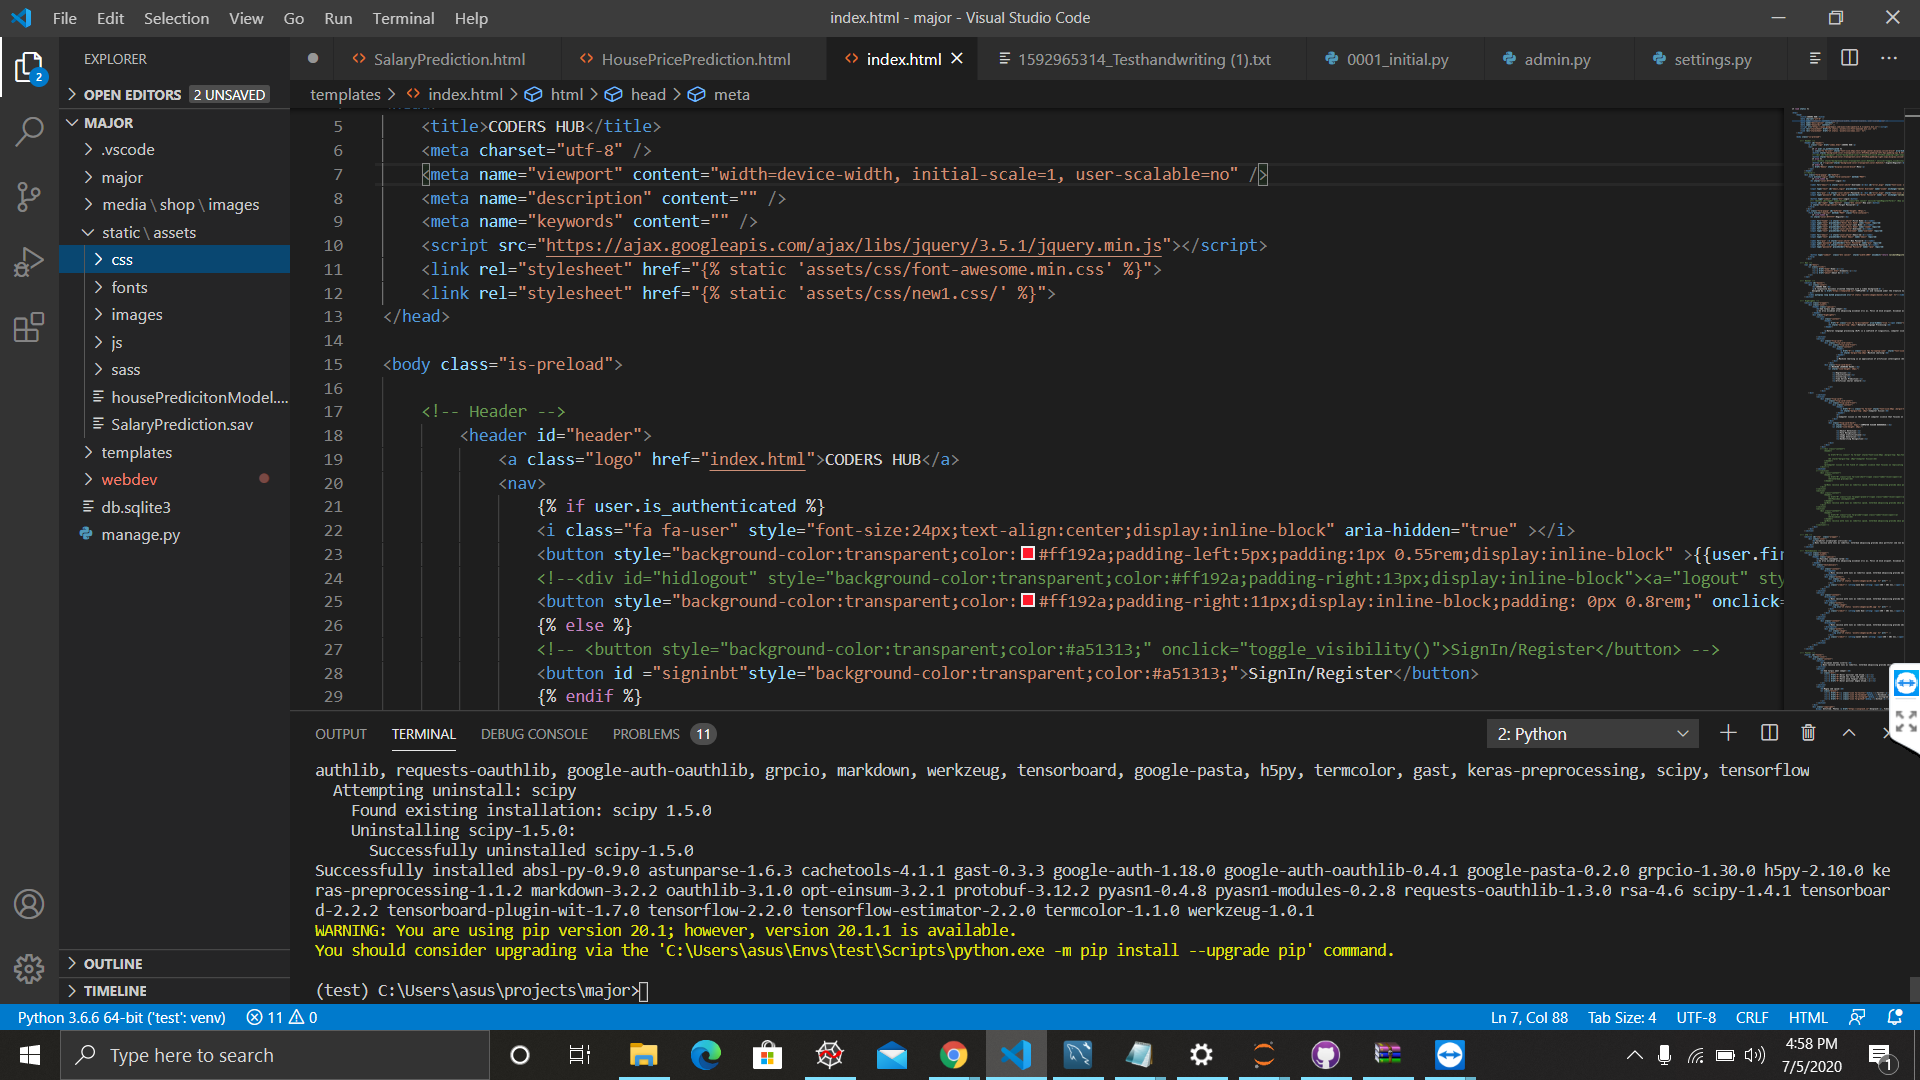 File Edit Selection View Go Run Terminal Help
index.html - major - Visual Studio Code
EXPLORER
SalaryPrediction.html
HousePricePrediction.html
index.html
1592965314_Testhandwriting (1).txt
0001_initial.py
admin.py
settings.py
2
OPEN EDITORS 2 UNSAVED
templates > index.html > html > head > meta
MAJOR
.vscode
major
media \ shop \ images
static \ assets
css
fonts
images
js
sass
housePredicitonModel....
SalaryPrediction.sav
templates
webdev
db.sqlite3
manage.py
OUTLINE
TIMELINE
5 <title>CODERS HUB</title>
6 <meta charset="utf-8" />
7 <meta name="viewport" content="width=device-width, initial-scale=1, user-scalable=no" />
8 <meta name="description" content="" />
9 <meta name="keywords" content="" />
10 <script src="https://ajax.googleapis.com/ajax/libs/jquery/3.5.1/jquery.min.js"></script>
11 <link rel="stylesheet" href="{% static 'assets/css/font-awesome.min.css' %}">
12 <link rel="stylesheet" href="{% static 'assets/css/new1.css/' %}">
13 </head>
14
15 <body class="is-preload">
16
17 <!-- Header -->
18 <header id="header">
19 <a class="logo" href="index.html">CODERS HUB</a>
20 <nav>
21 {% if user.is_authenticated %}
22 <i class="fa fa-user" style="font-size:24px;text-align:center;display:inline-block" aria-hidden="true" ></i>
23 <button style="background-color:transparent;color:#ff192a;padding-left:5px;padding:1px 0.55rem;display:inline-block" >{{user.fir
24 <!--<div id="hidlogout" style="background-color:transparent;color:#ff192a;padding-right:13px;display:inline-block"><a="logout" sty
25 <button style="background-color:transparent;color:#ff192a;padding-right:11px;display:inline-block;padding: 0px 0.8rem;" onclick=
26 {% else %}
27 <!-- <button style="background-color:transparent;color:#a51313;" onclick="toggle_visibility()">SignIn/Register</button> -->
28 <button id ="signinbt"style="background-color:transparent;color:#a51313;">SignIn/Register</button>
29 {% endif %}
OUTPUT TERMINAL DEBUG CONSOLE PROBLEMS 11
2: Python
authlib, requests-oauthlib, google-auth-oauthlib, grpcio, markdown, werkzeug, tensorboard, google-pasta, h5py, termcolor, gast, keras-preprocessing, scipy, tensorflow
Attempting uninstall: scipy
Found existing installation: scipy 1.5.0
Uninstalling scipy-1.5.0:
Successfully uninstalled scipy-1.5.0
Successfully installed absl-py-0.9.0 astunparse-1.6.3 cachetools-4.1.1 gast-0.3.3 google-auth-1.18.0 google-auth-oauthlib-0.4.1 google-pasta-0.2.0 grpcio-1.30.0 h5py-2.10.0 ke
ras-preprocessing-1.1.2 markdown-3.2.2 oauthlib-3.1.0 opt-einsum-3.2.1 protobuf-3.12.2 pyasn1-0.4.8 pyasn1-modules-0.2.8 requests-oauthlib-1.3.0 rsa-4.6 scipy-1.4.1 tensorboar
d-2.2.2 tensorboard-plugin-wit-1.7.0 tensorflow-2.2.0 tensorflow-estimator-2.2.0 termcolor-1.1.0 werkzeug-1.0.1
WARNING: You are using pip version 20.1; however, version 20.1.1 is available.
You should consider upgrading via the 'C:\Users\asus\Envs\test\Scripts\python.exe -m pip install --upgrade pip' command.
(test) C:\Users\asus\projects\major>
Python 3.6.6 64-bit ('test': venv) 11 0
Ln 7, Col 88 Tab Size: 4 UTF-8 CRLF HTML
Type here to search
4:58 PM
7/5/2020
1